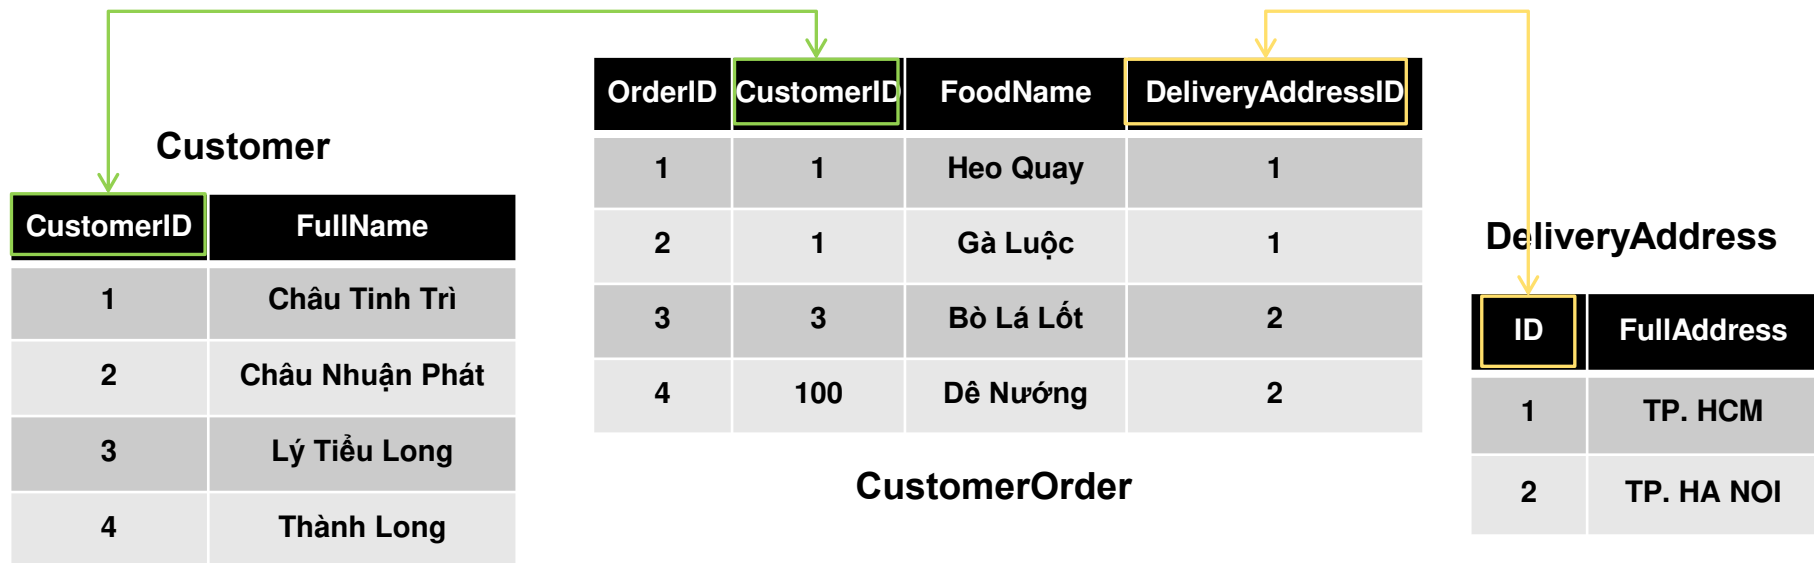 Customer
CustomerID FullName
1 Châu Tinh Trì
2 Châu Nhuận Phát
3 Lý Tiểu Long
4 Thành Long
OrderID CustomerID FoodName DeliveryAddressID
1 1 Heo Quay 1
2 1 Gà Luộc 1
3 3 Bò Lá Lốt 2
4 100 Dê Nướng 2
CustomerOrder
DeliveryAddress
ID FullAddress
1 TP. HCM
2 TP. HA NOI